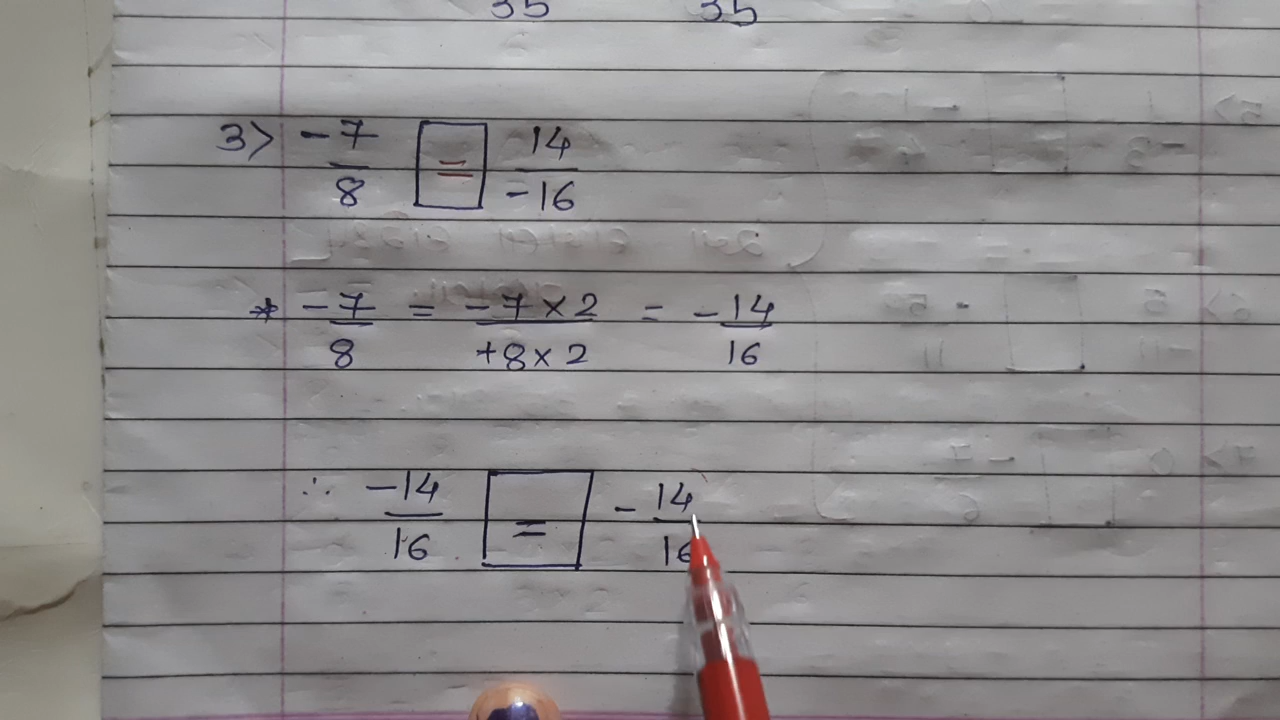 35 35
3> -7/8 = 14/-16
* -7/8 = -7×2/+8×2 = -14/16
∴ -14/16 = -14/16